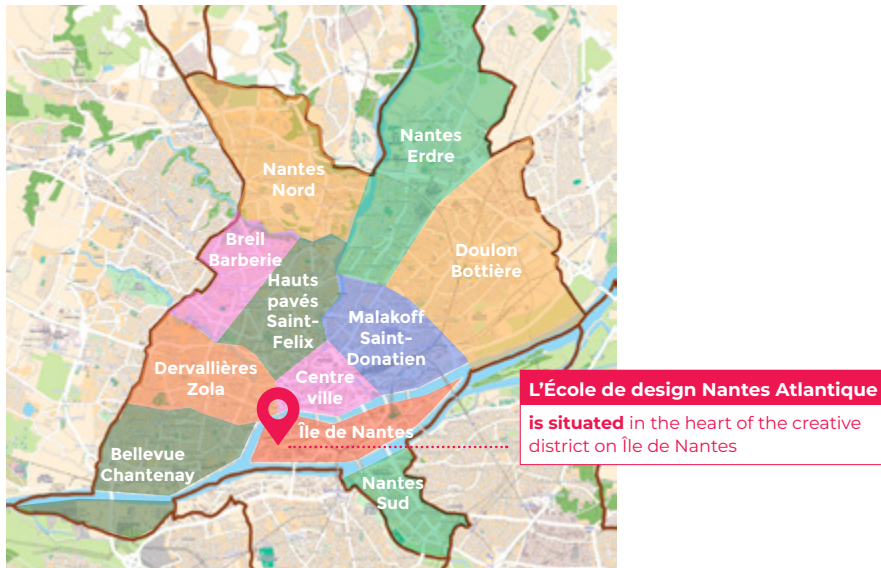 Nantes
Erdre
Nantes
Nord
Breil
Barberie
Doulon
Bottière
Hauts
pavés
Saint-
Felix
Malakoff
Saint-
Donatien
Dervallières
Zola
Centre
ville
Île de Nantes
Bellevue
Chantenay
Nantes
Sud
L'École de design Nantes Atlantique
is situated in the heart of the creative
district on Île de Nantes